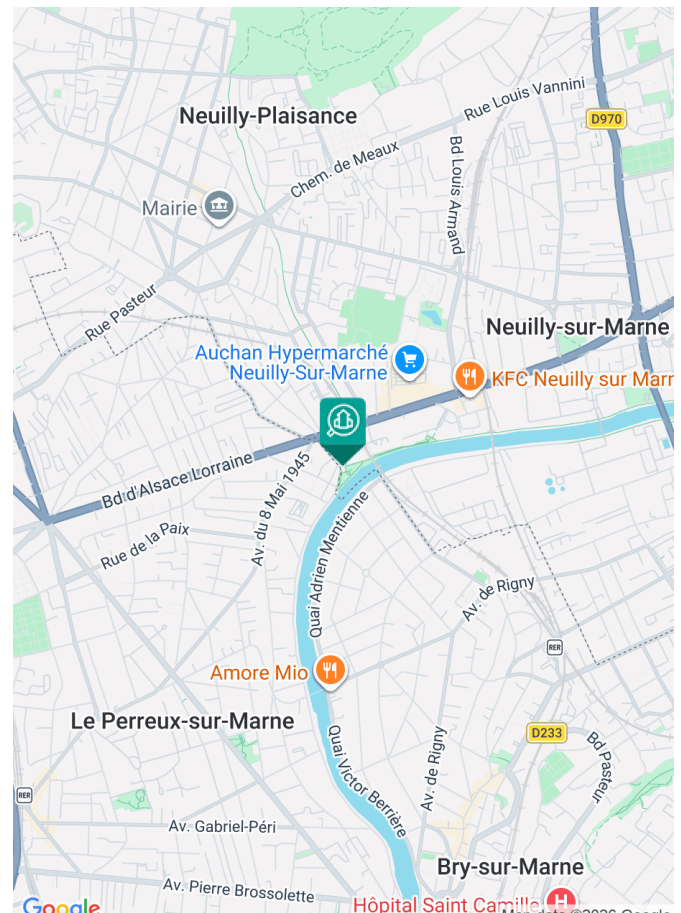 Neuilly-Plaisance
Rue Louis Vannini
D970
Chem. de Meaux
Bd Louis Armand
Mairie
Rue Pasteur
Neuilly-sur-Marne
Auchan Hypermarché
Neuilly-Sur-Marne
KFC Neuilly sur Marr
Bd d'Alsace Lorraine
Av. du 8 Mai 1945
Rue de la Paix
Quai Adrien Mentienne
Av. de Rigny
RER
Amore Mio
Le Perreux-sur-Marne
D233
Bd Pasteur
Quai Victor Berrière
Av. de Rigny
RER
Av. Gabriel-Péri
Bry-sur-Marne
Av. Pierre Brossolette
Hôpital Saint Camille
H
Google
©2026 Google